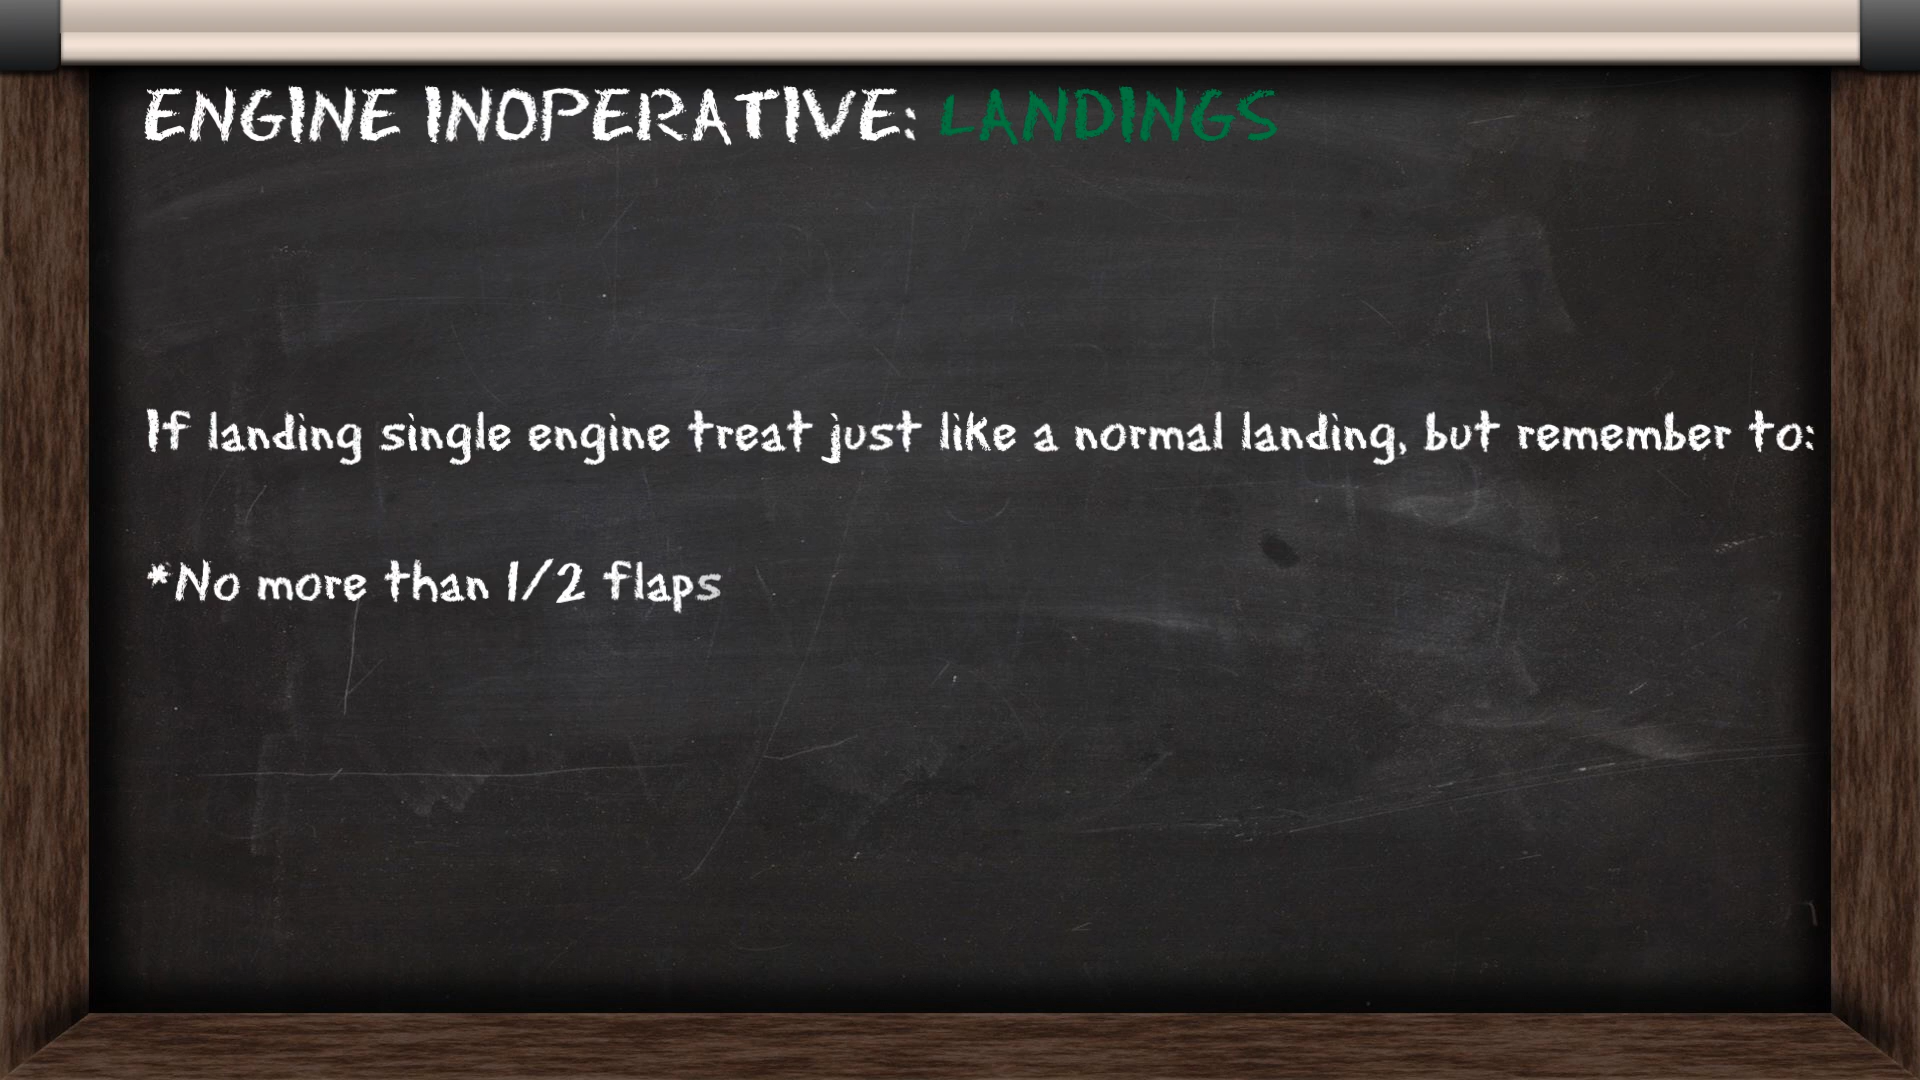 ENGINE INOPERATIVE: LANDINGS
If landing single engine treat just like a normal landing, but remember to:
*No more than 1/2 flaps